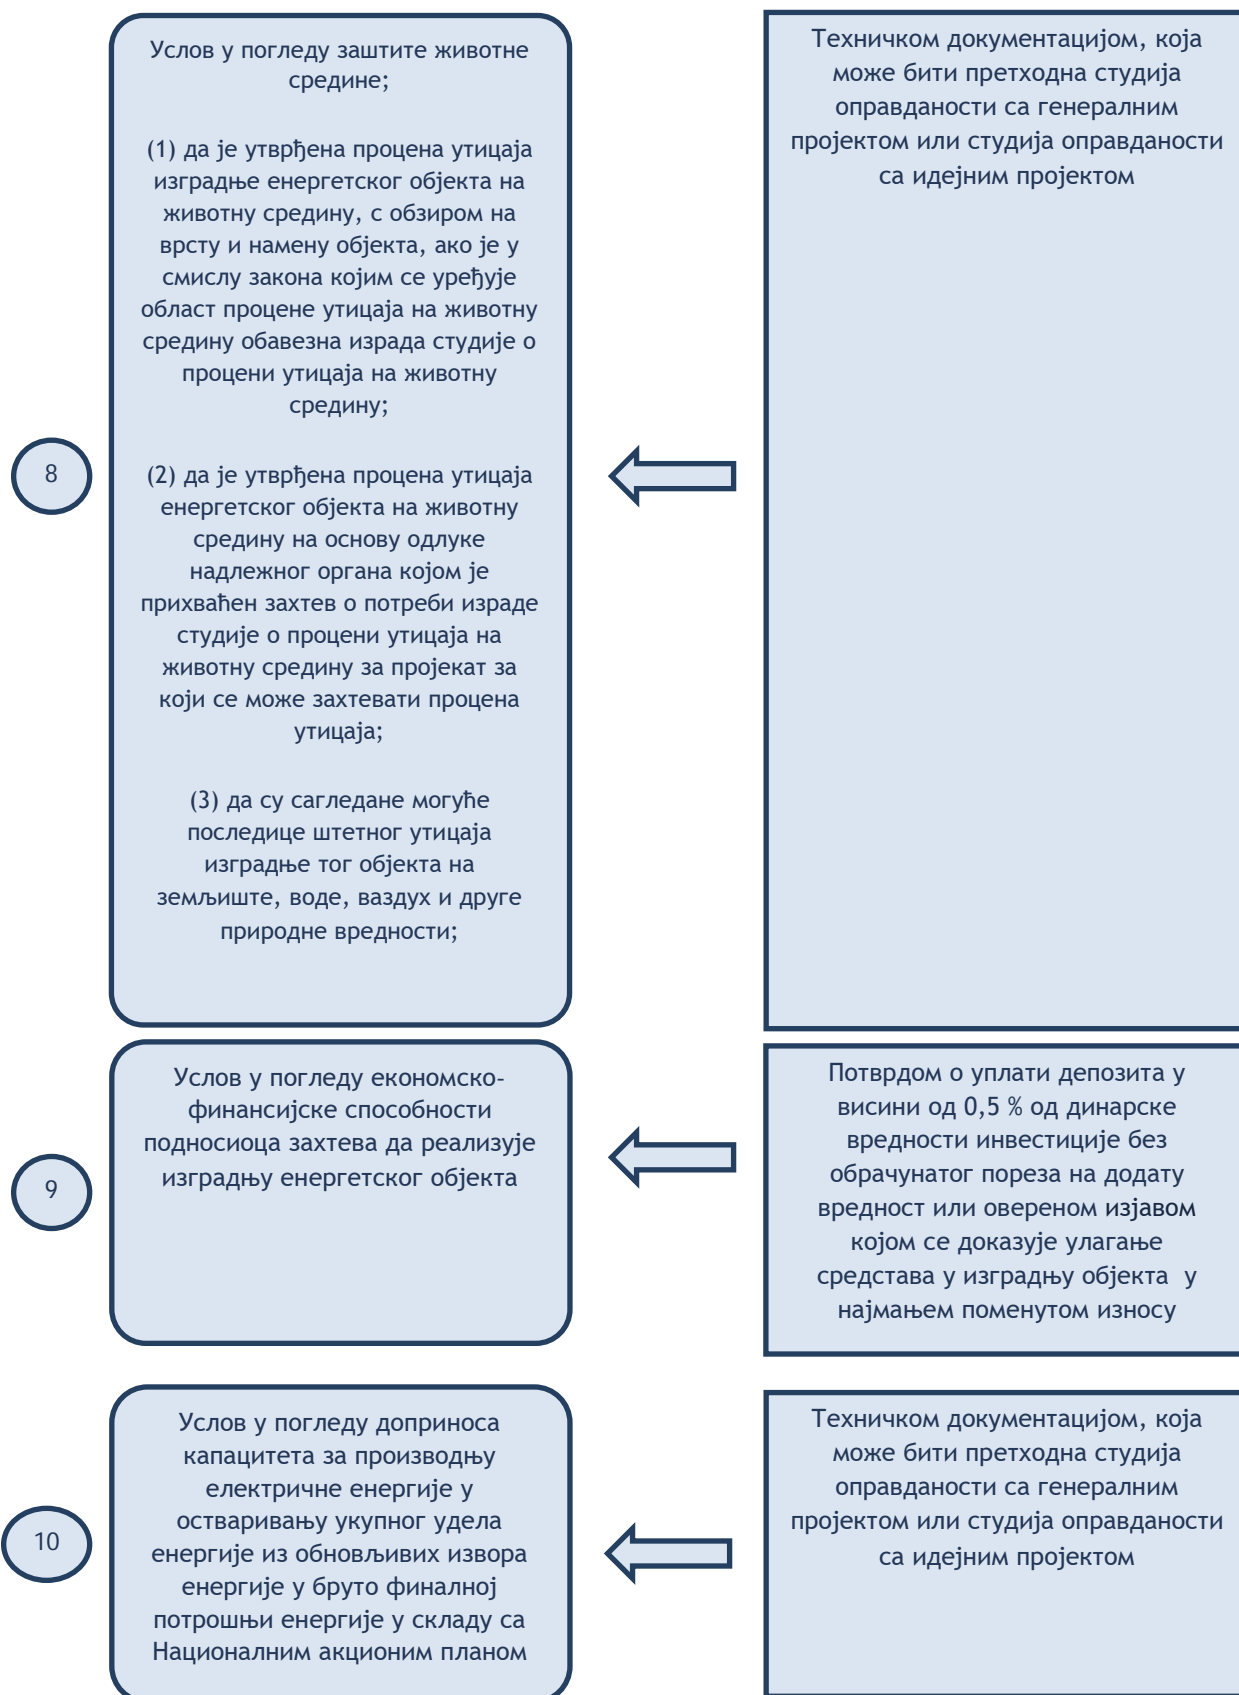 Услов у погледу заштите животне
средине;
(1) да је утврђена процена утицаја
изградње енергетског објекта на
животну средину, с обзиром на
врсту и намену објекта, ако је у
смислу закона којим се уређује
област процене утицаја на животну
средину обавезна израда студије о
процени утицаја на животну
средину;
8
(2) да је утврђена процена утицаја
енергетског објекта на животну
средину на основу одлуке
надлежног органа којом је
прихваћен захтев о потреби израде
студије о процени утицаја на
животну средину за пројекат за
који се може захтевати процена
утицаја;
(3) да су сагледане могуће
последице штетног утицаја
изградње тог објекта на
земљиште, воде, ваздух и друге
природне вредности;
Техничком документацијом, која
може бити претходна студија
оправданости са генералним
пројектом или студија оправданости
са идејним пројектом
9
Услов у погледу економско-
финансијске способности
подносиоца захтева да реализује
изградњу енергетског објекта
Потврдом о уплати депозита у
висини од 0,5 % од динарске
вредности инвестиције без
обрачунатог пореза на додату
вредност или овереном изјавом
којом се доказује улагање
средстава у изградњу објекта у
најмањем поменутом износу
10
Услов у погледу доприноса
капацитета за производњу
електричне енергије у
остваривању укупног удела
енергије из обновљивих извора
енергије у бруто финалној
потрошњи енергије у складу са
Националним акционим планом
Техничком документацијом, која
може бити претходна студија
оправданости са генералним
пројектом или студија оправданости
са идејним пројектом